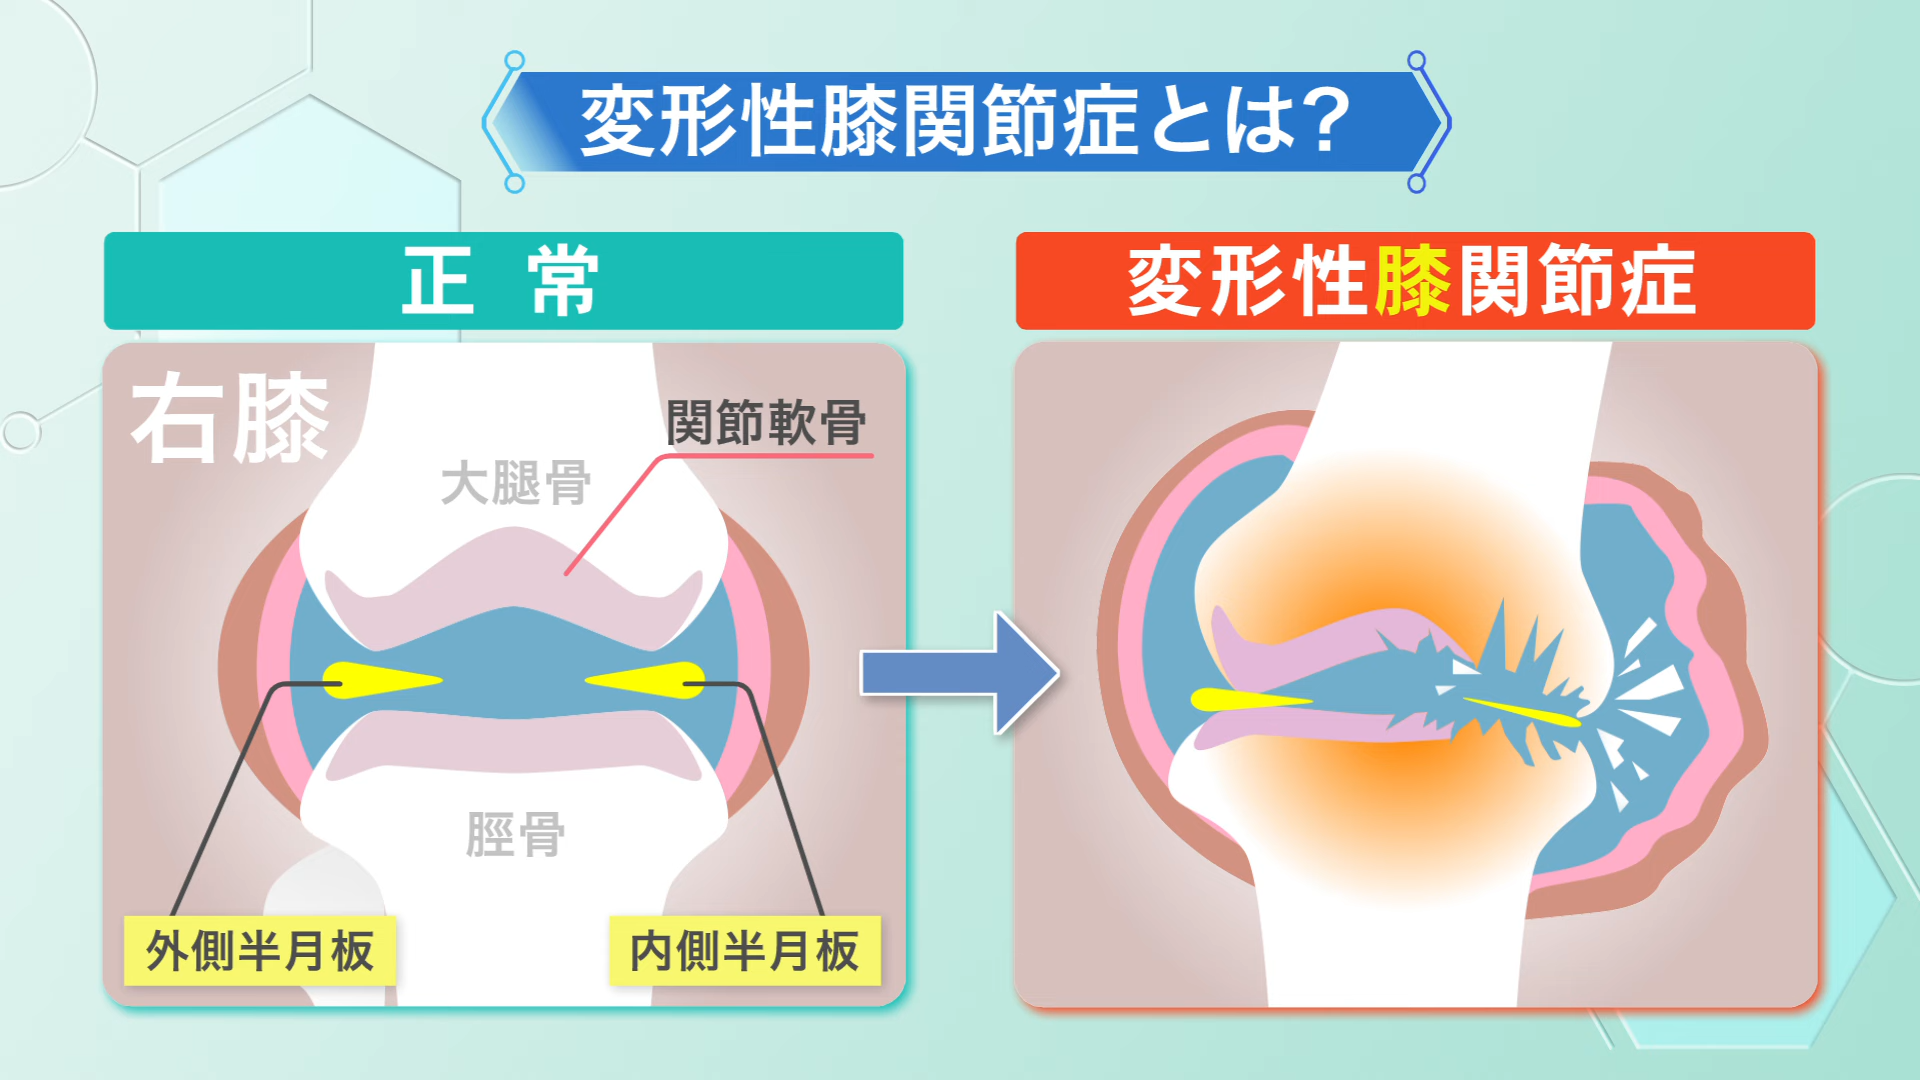 変形性膝関節症とは?
正常
変形性膝関節症
右膝
関節軟骨
大腿骨
脛骨
外側半月板
内側半月板